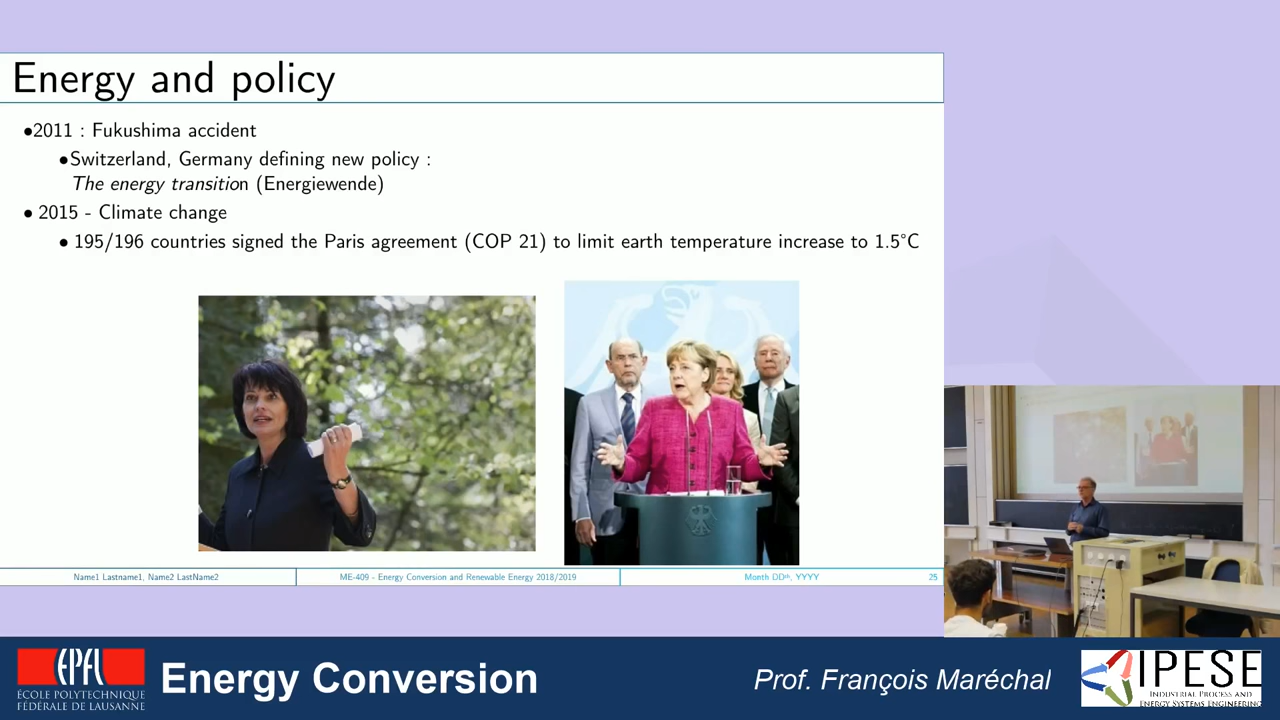 Energy and policy
•2011 : Fukushima accident
•Switzerland, Germany defining new policy :
The energy transition (Energiewende)
• 2015 - Climate change
• 195/196 countries signed the Paris agreement (COP 21) to limit earth temperature increase to 1.5°C
Name1 Lastname1, Name2 LastName2
ME-409 - Energy Conversion and Renewable Energy 2018/2019
Month DDth, YYYY
25
EPFL
ÉCOLE POLYTECHNIQUE
FÉDÉRALE DE LAUSANNE
Energy Conversion
Prof. François Maréchal
IPESE
Industrial Process and
Energy Systems Engineering